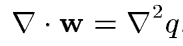 ∇ · w = ∇²q.